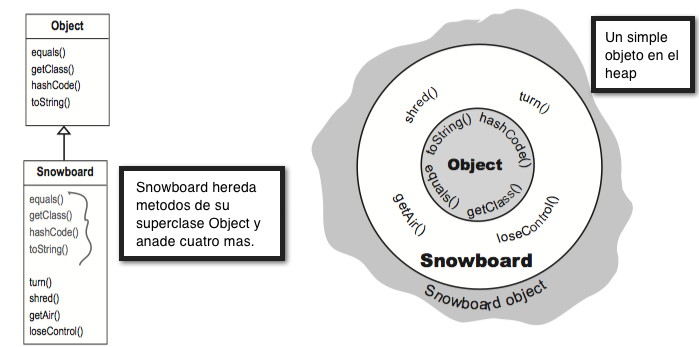 Object
equals()
getClass()
hashCode()
toString()
Snowboard
equals()
getClass()
hashCode()
toString()
turn()
shred()
getAir()
loseControl()
Snowboard hereda
metodos de su
superclase Object y
anade cuatro mas.
shred()
turn()
toString()
hashCode()
Object
equals()
getClass()
getAir()
loseControl()
Snowboard
Snowboard object
Un simple
objeto en el
heap